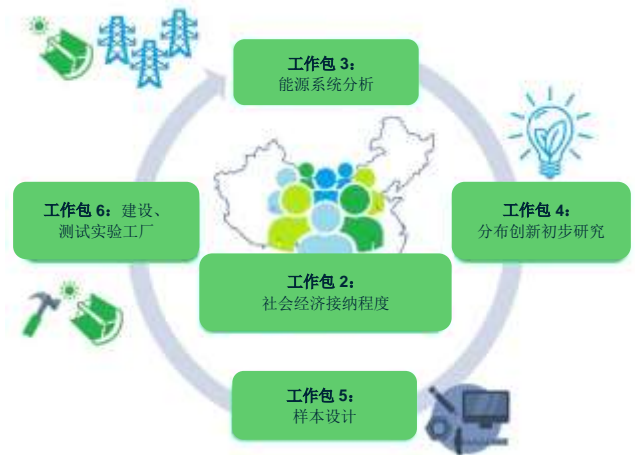 工作包 3：
能源系统分析
工作包 6：建设、
测试实验工厂
工作包 4：
分布创新初步研究
工作包 2：
社会经济接纳程度
工作包 5：
样本设计